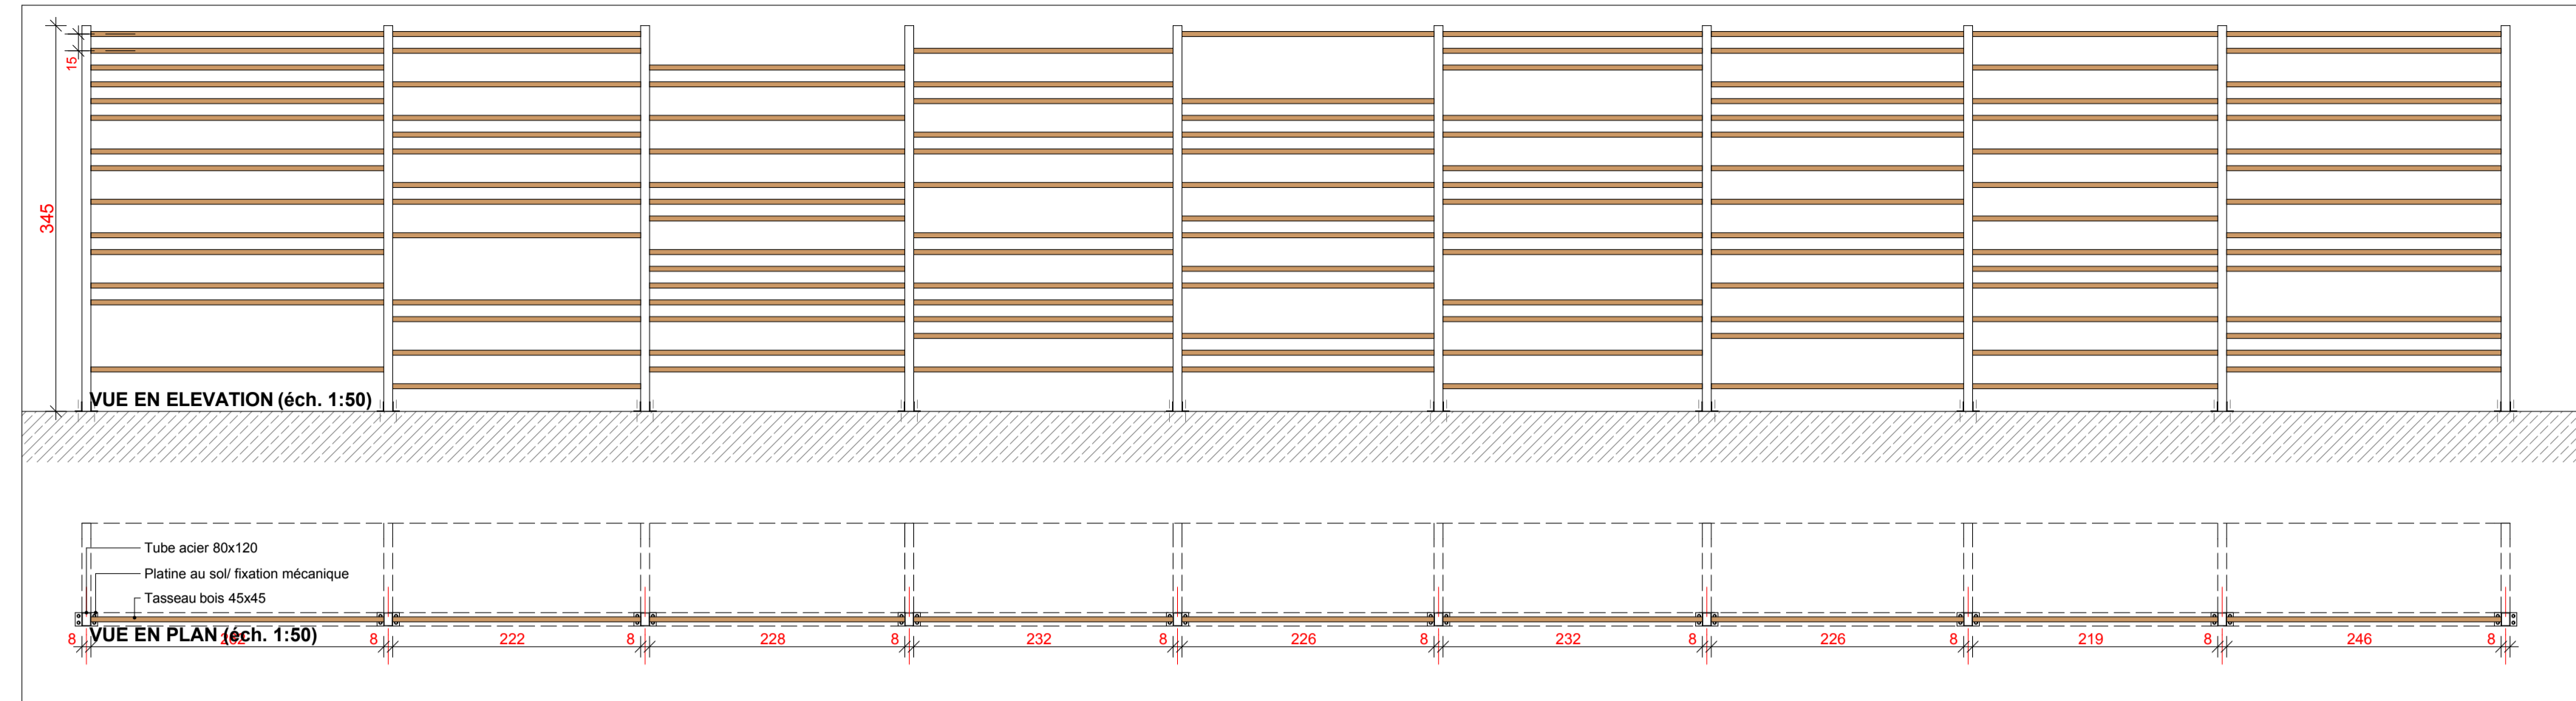 15
345
VUE EN ELEVATION (éch. 1:50)
Tube acier 80x120
Platine au sol/ fixation mécanique
Tasseau bois 45x45
VUE EN PLAN (éch. 1:50)
8 262 8 222 8 228 8 232 8 226 8 232 8 226 8 219 8 246 8